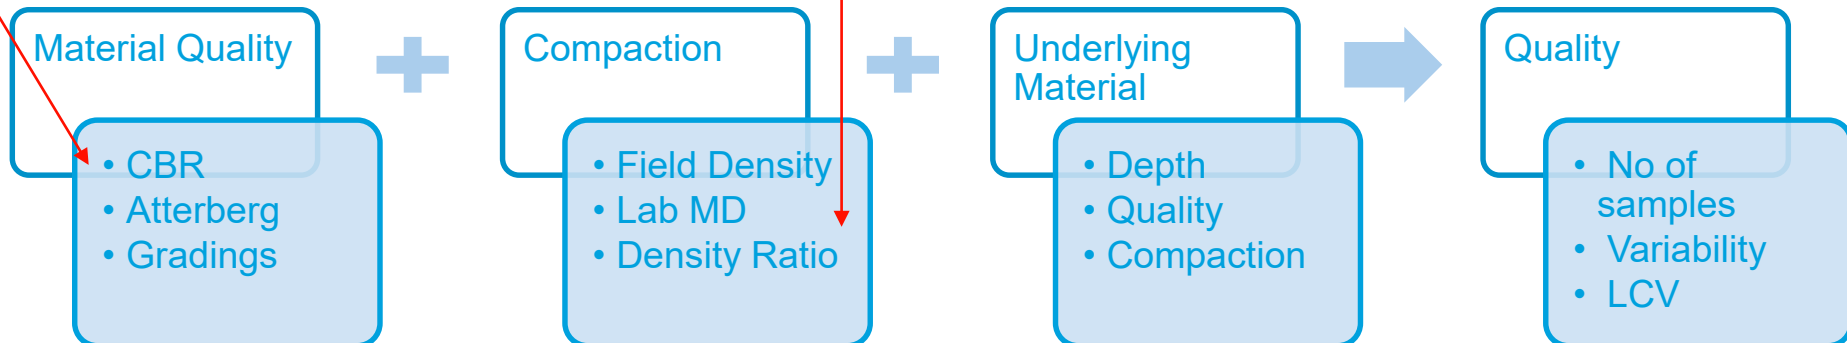 Material Quality
• CBR
• Atterberg
• Gradings
Compaction
• Field Density
• Lab MD
• Density Ratio
Underlying
Material
• Depth
• Quality
• Compaction
Quality
• No of
samples
• Variability
• LCV